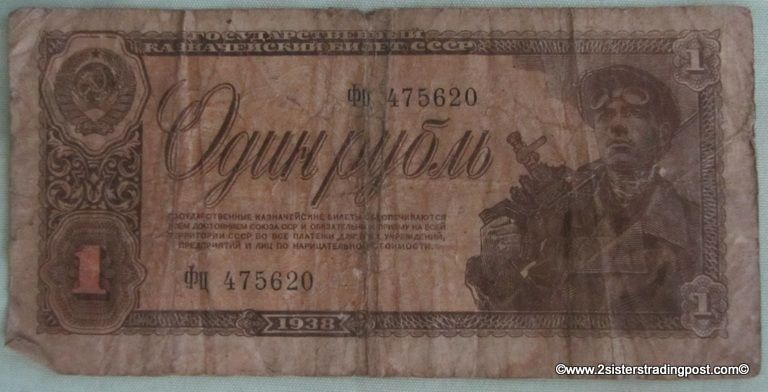 ГОСУДАРСТВЕННЫЙ
КАЗНАЧЕЙСКИЙ БИЛЕТ СССР
1
Фц 475620
Один рубль
ГОСУДАРСТВЕННЫЕ КАЗНАЧЕЙСКИЕ БИЛЕТЫ ОБЕСПЕЧИВАЮТСЯ
ВСЕМ ДОСТОЯНИЕМ СОЮЗА ССР И ОБЯЗАТЕЛЬНЫ К ПРИЕМУ НА ВСЕЙ
ТЕРРИТОРИИ СССР ВО ВСЕ ПЛАТЕЖИ ДЛЯ ВСЕХ УЧРЕЖДЕНИЙ,
ПРЕДПРИЯТИЙ И ЛИЦ ПО НАРИЦАТЕЛЬНОЙ СТОИМОСТИ.
1
Фц 475620
1
1938
©www.2sisterstradingpost.com